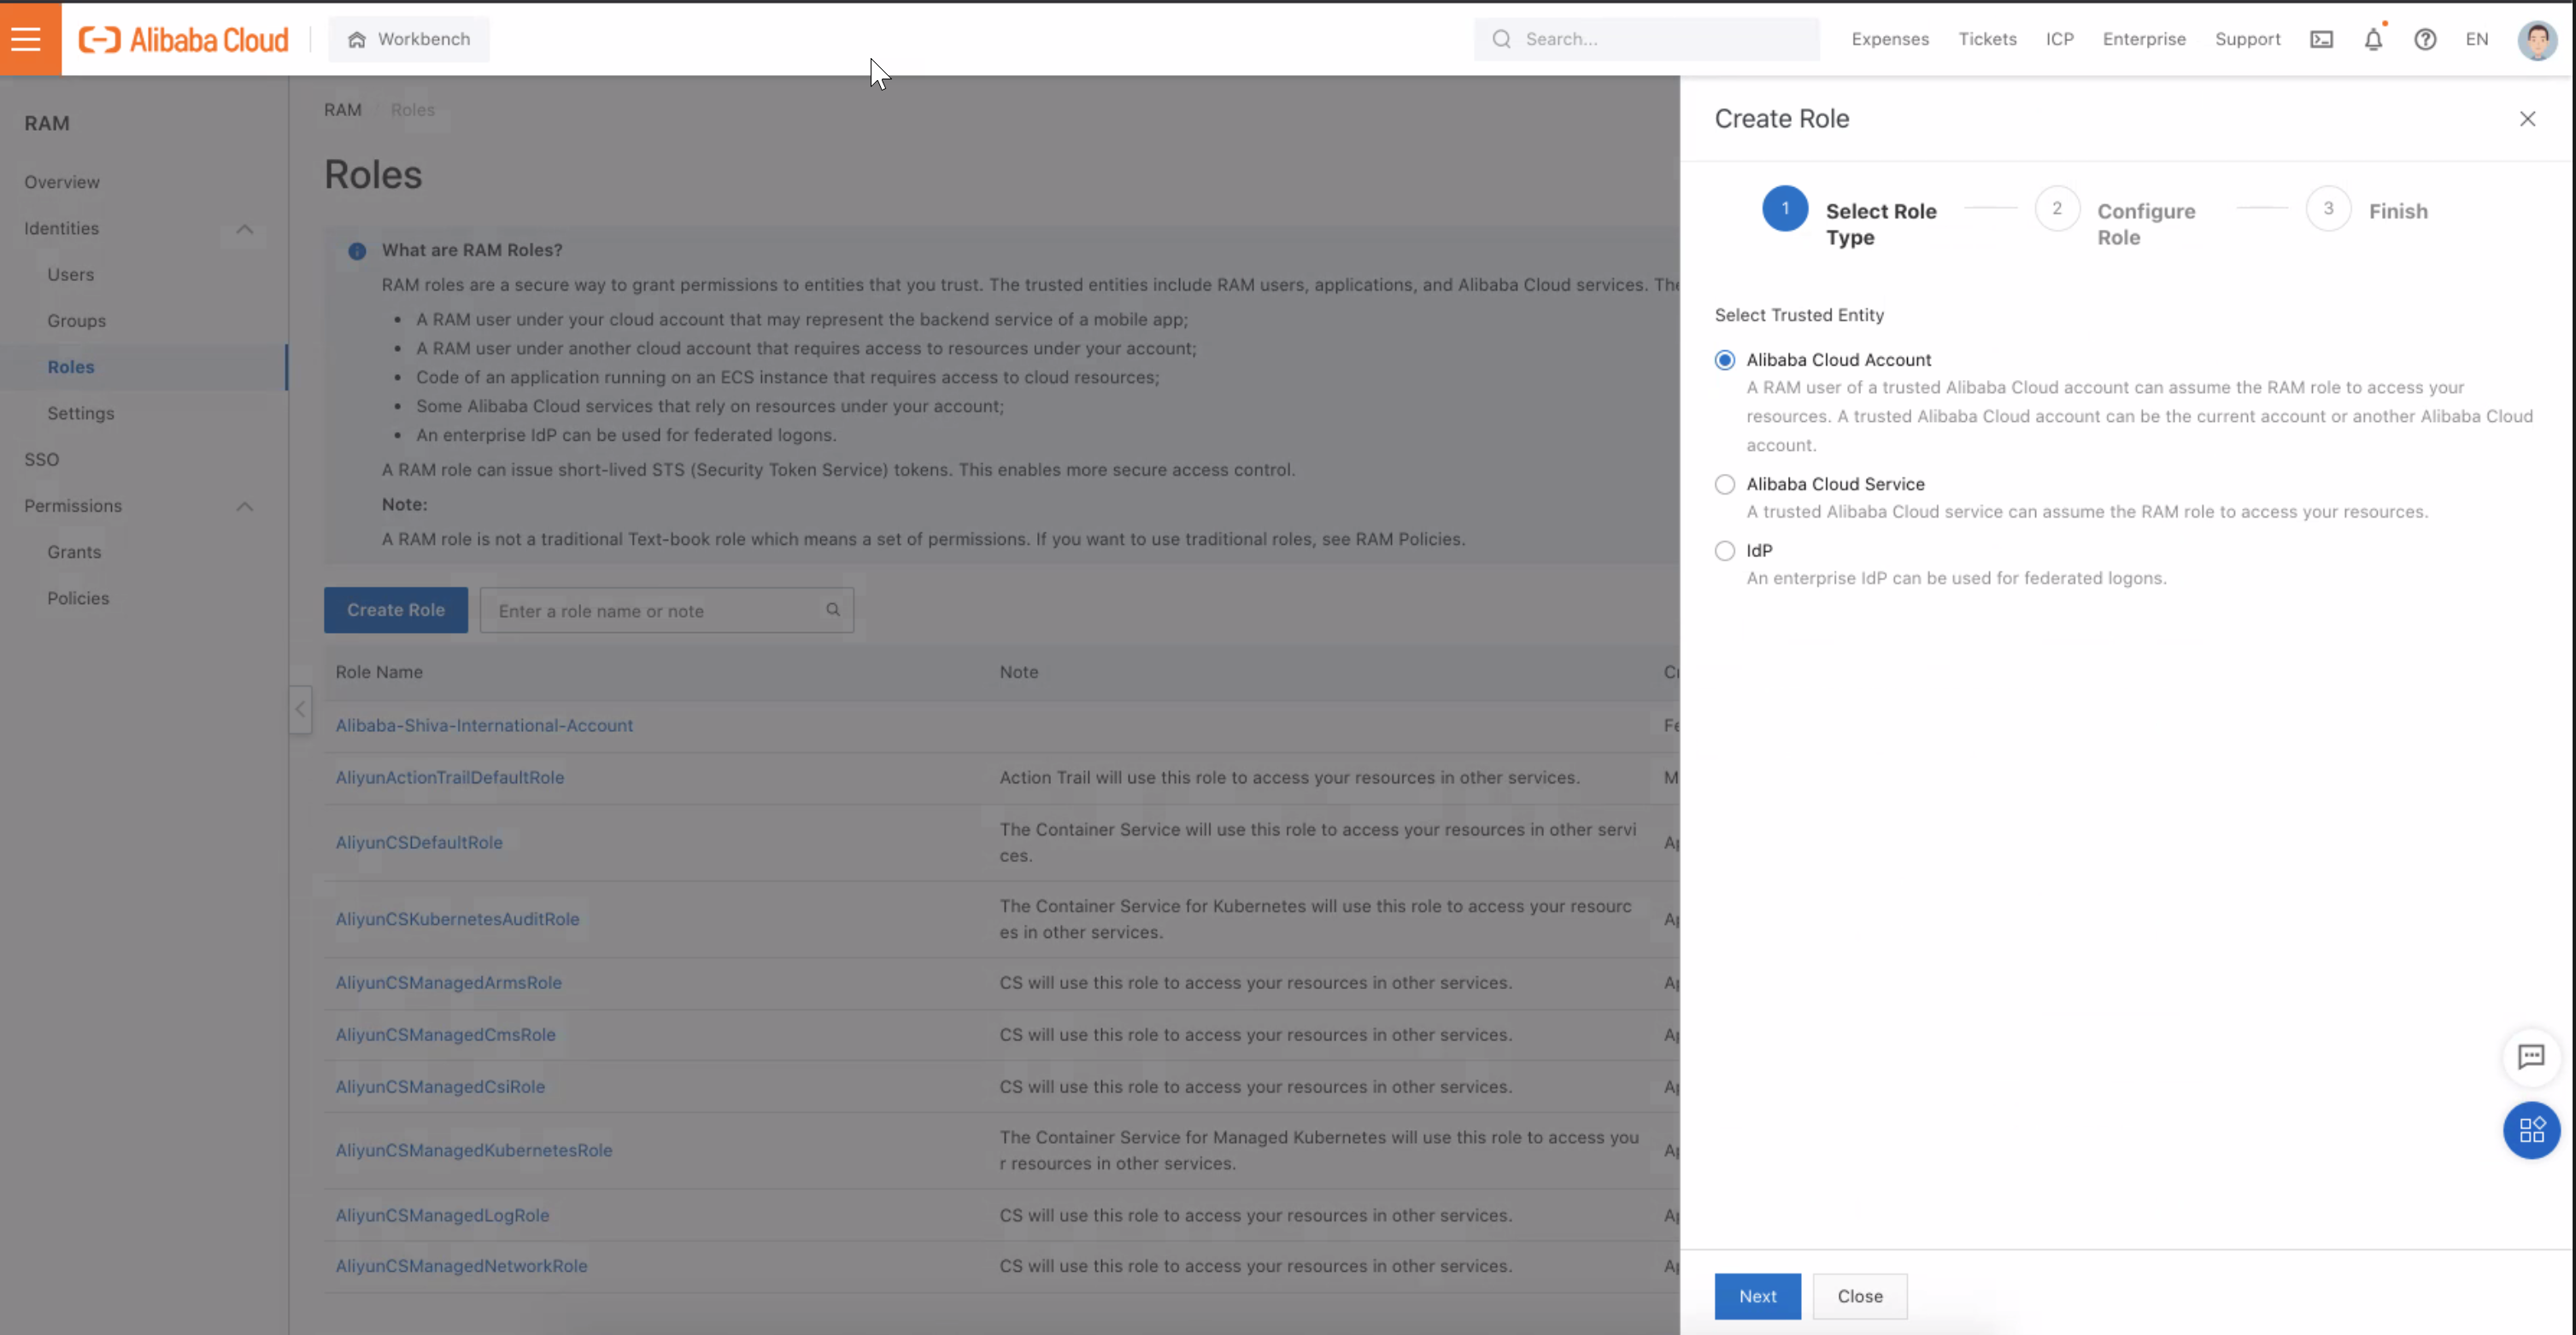 Alibaba Cloud
Workbench
Search...
Expenses
Tickets
ICP
Enterprise
Support
EN
RAM
Overview
Identities
Users
Groups
Roles
Settings
SSO
Permissions
Grants
Policies
RAM
Roles
Roles
What are RAM Roles?
RAM roles are a secure way to grant permissions to entities that you trust. The trusted entities include RAM users, applications, and Alibaba Cloud services. The
A RAM user under your cloud account that may represent the backend service of a mobile app;
A RAM user under another cloud account that requires access to resources under your account;
Code of an application running on an ECS instance that requires access to cloud resources;
Some Alibaba Cloud services that rely on resources under your account;
An enterprise IdP can be used for federated logons.
A RAM role can issue short-lived STS (Security Token Service) tokens. This enables more secure access control.
Note:
A RAM role is not a traditional Text-book role which means a set of permissions. If you want to use traditional roles, see RAM Policies.
Create Role
Enter a role name or note
Role Name
Note
Alibaba-Shiva-International-Account
AliyunActionTrailDefaultRole
Action Trail will use this role to access your resources in other services.
AliyunCSDefaultRole
The Container Service will use this role to access your resources in other servi
ces.
AliyunCSKubernetesAuditRole
The Container Service for Kubernetes will use this role to access your resourc
es in other services.
AliyunCSManagedArmsRole
CS will use this role to access your resources in other services.
AliyunCSManagedCmsRole
CS will use this role to access your resources in other services.
AliyunCSManagedCsiRole
CS will use this role to access your resources in other services.
AliyunCSManagedKubernetesRole
The Container Service for Managed Kubernetes will use this role to access you
r resources in other services.
AliyunCSManagedLogRole
CS will use this role to access your resources in other services.
AliyunCSManagedNetworkRole
CS will use this role to access your resources in other services.
Create Role
1
Select Role
Type
2
Configure
Role
3
Finish
Select Trusted Entity
Alibaba Cloud Account
A RAM user of a trusted Alibaba Cloud account can assume the RAM role to access your
resources. A trusted Alibaba Cloud account can be the current account or another Alibaba Cloud
account.
Alibaba Cloud Service
A trusted Alibaba Cloud service can assume the RAM role to access your resources.
IdP
An enterprise IdP can be used for federated logons.
Next
Close